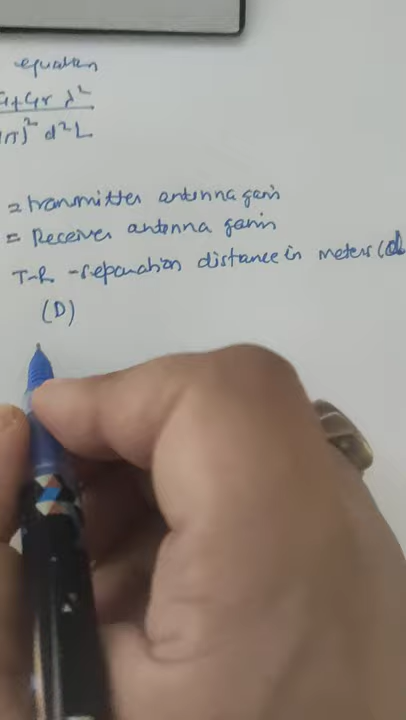 equation
GtGr λ²
π)² d²L
= transmitter antenna gain
= Receiver antenna gain
T-R - separation distance in meters (d
(D)